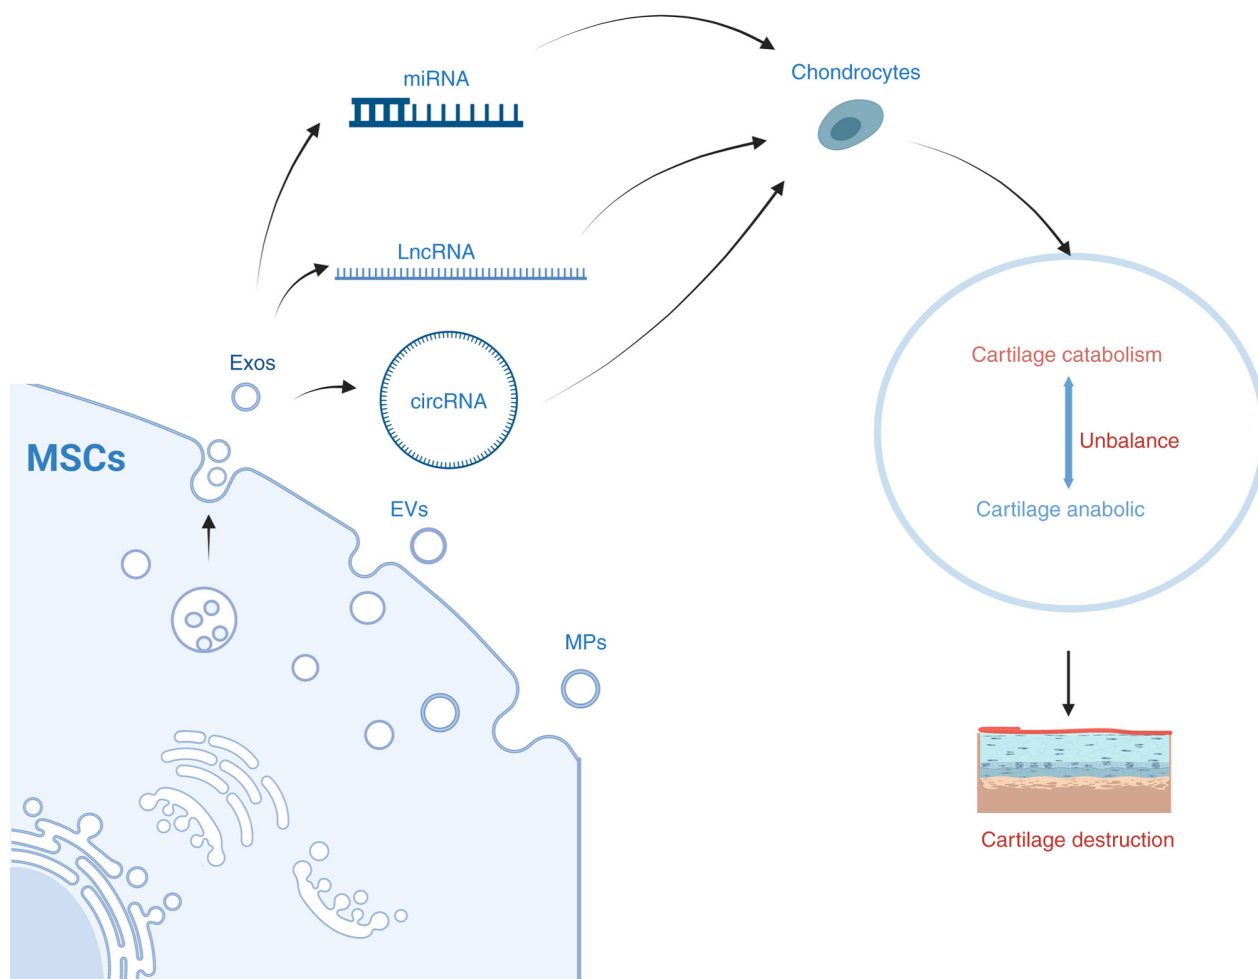 miRNA
Chondrocytes
LncRNA
Exos
circRNA
MSCs
EVs
MPs
Cartilage catabolism
Unbalance
Cartilage anabolic
Cartilage destruction